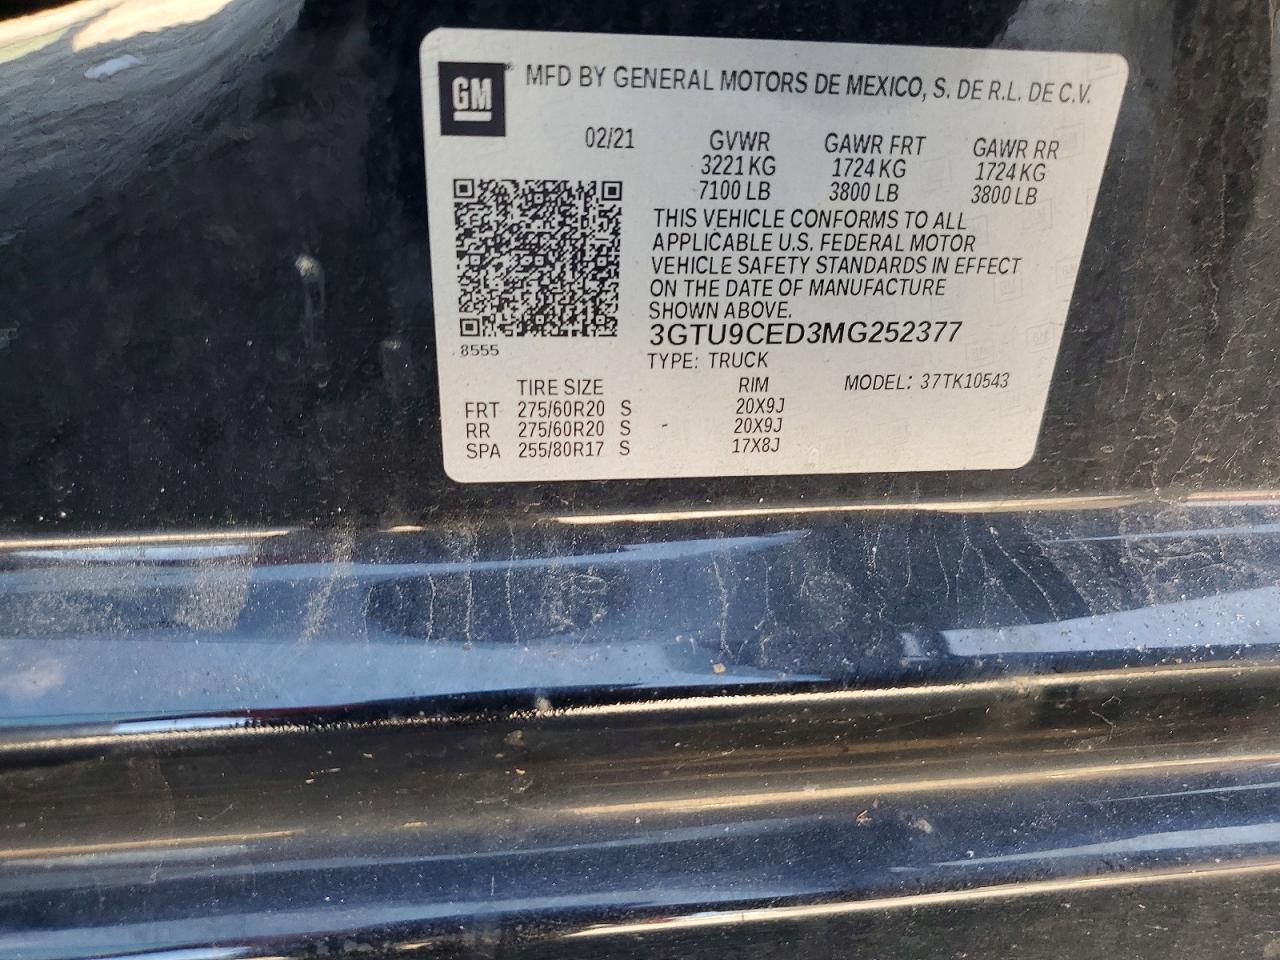 GM MFD BY GENERAL MOTORS DE MEXICO, S. DE R.L. DE C.V.
02/21 GVWR GAWR FRT GAWR RR
3221 KG 1724 KG 1724 KG
7100 LB 3800 LB 3800 LB
THIS VEHICLE CONFORMS TO ALL
APPLICABLE U.S. FEDERAL MOTOR
VEHICLE SAFETY STANDARDS IN EFFECT
ON THE DATE OF MANUFACTURE
SHOWN ABOVE.
3GTU9CED3MG252377
8555
TYPE: TRUCK
MODEL: 37TK10543
TIRE SIZE RIM
FRT 275/60R20 S 20X9J
RR 275/60R20 S 20X9J
SPA 255/80R17 S 17X8J